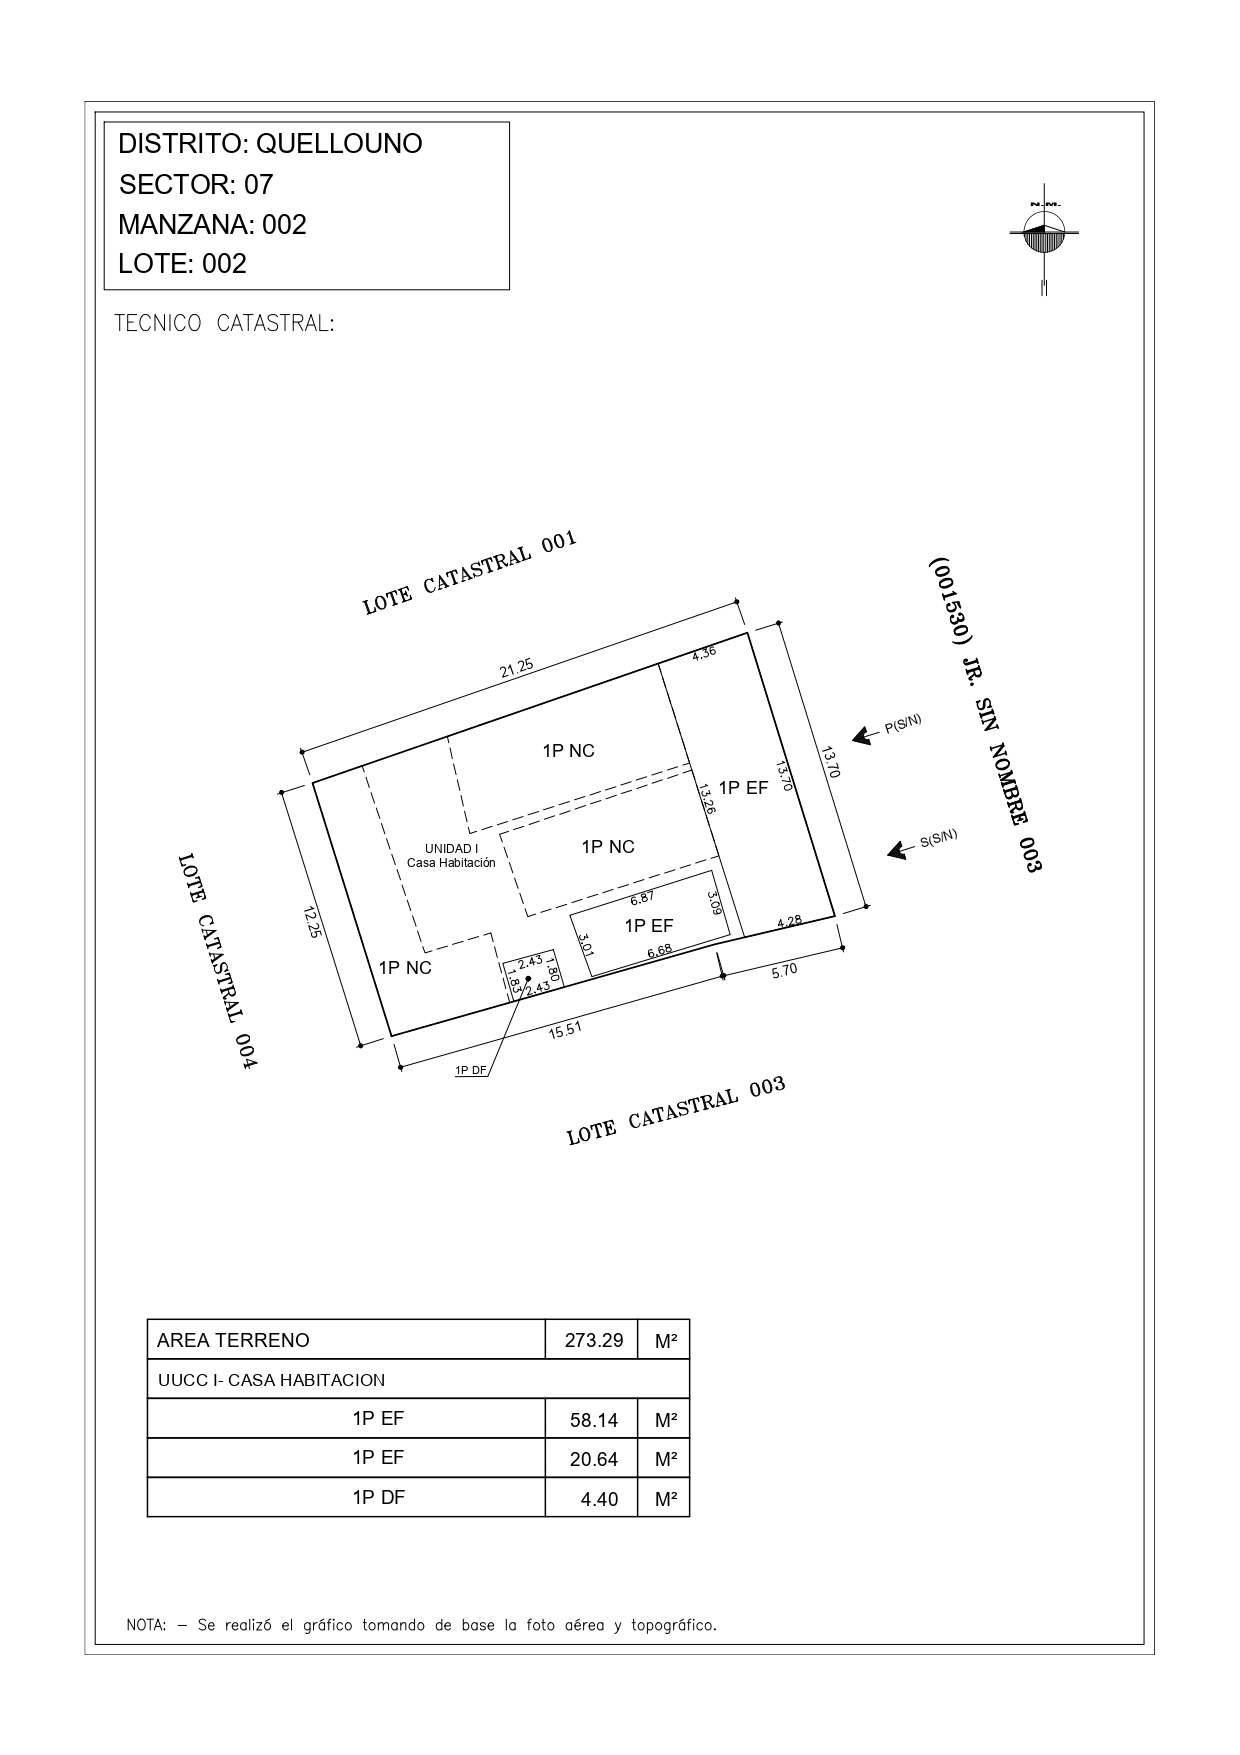 DISTRITO: QUELLOUNO
SECTOR: 07
MANZANA: 002
LOTE: 002
N.M.
TECNICO CATASTRAL:
LOTE CATASTRAL 001
(001530) JR. SIN NOMBRE 003
21.25
4.36
P(S/N)
13.70
1P NC
13.70
1P EF
13.26
S(S/N)
1P NC
UNIDAD I
Casa Habitación
LOTE CATASTRAL 004
12.25
6.87
3.09
1P EF
4.28
3.01
6.68
1P NC
2.43
1.80
1.83
2.43
5.70
15.51
1P DF
LOTE CATASTRAL 003
AREA TERRENO 273.29 M²
UUCC I- CASA HABITACION
1P EF 58.14 M²
1P EF 20.64 M²
1P DF 4.40 M²
NOTA: – Se realizó el gráfico tomando de base la foto aérea y topográfico.